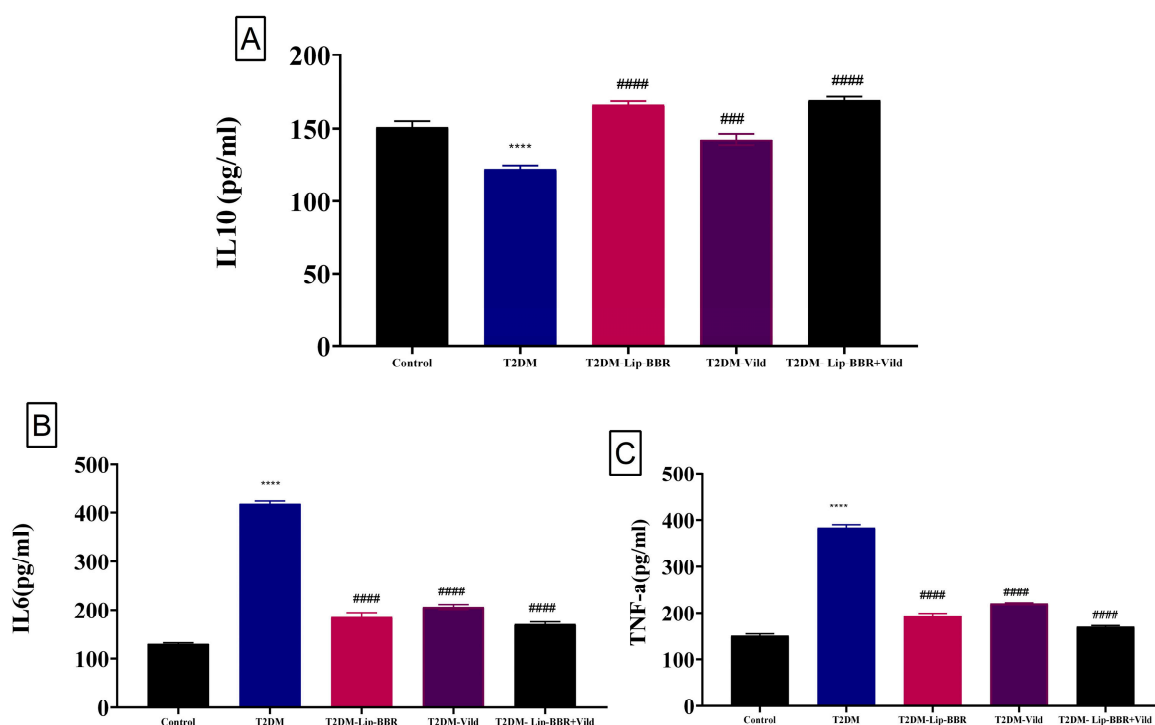 A
IL10 (pg/ml)
200
150
100
50
0
****
####
###
####
Control
T2DM
T2DM-Lip-BBR
T2DM-Vild
T2DM- Lip-BBR+Vild
B
IL6(pg/ml)
500
400
300
200
100
0
****
####
####
####
Control
T2DM
T2DM-Lip-BBR
T2DM-Vild
T2DM- Lip-BBR+Vild
C
TNF-a(pg/ml)
500
400
300
200
100
0
****
####
####
####
Control
T2DM
T2DM-Lip-BBR
T2DM-Vild
T2DM- Lip-BBR+Vild